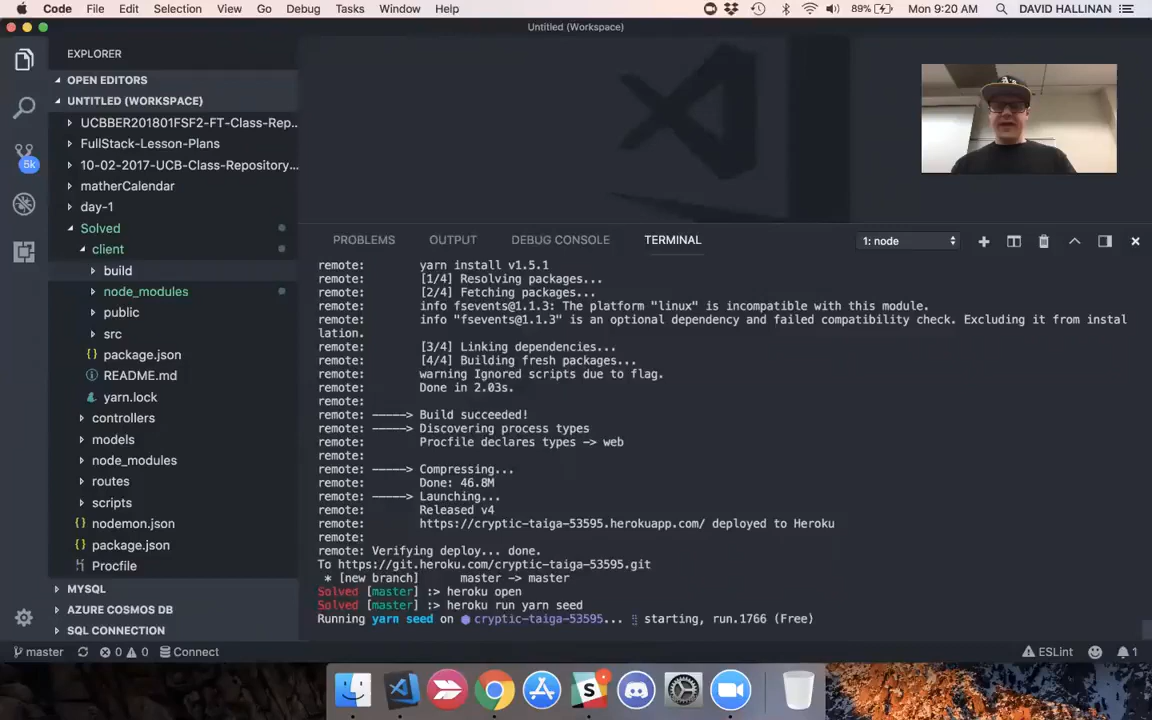 Code File Edit Selection View Go Debug Tasks Window Help 89% Mon 9:20 AM DAVID HALLINAN
Untitled (Workspace)
EXPLORER
OPEN EDITORS
UNTITLED (WORKSPACE)
UCBBER201801FSF2-FT-Class-Rep...
FullStack-Lesson-Plans
10-02-2017-UCB-Class-Repository...
matherCalendar
day-1
Solved
client
build
node_modules
public
src
{} package.json
README.md
yarn.lock
controllers
models
node_modules
routes
scripts
{} nodemon.json
{} package.json
Procfile
MYSQL
AZURE COSMOS DB
SQL CONNECTION
5k
PROBLEMS OUTPUT DEBUG CONSOLE TERMINAL 1: node
remote: yarn install v1.5.1
remote: [1/4] Resolving packages...
remote: [2/4] Fetching packages...
remote: info fsevents@1.1.3: The platform "linux" is incompatible with this module.
remote: info "fsevents@1.1.3" is an optional dependency and failed compatibility check. Excluding it from instal
lation.
remote: [3/4] Linking dependencies...
remote: [4/4] Building fresh packages...
remote: warning Ignored scripts due to flag.
remote: Done in 2.03s.
remote:
remote: -----> Build succeeded!
remote: -----> Discovering process types
remote: Procfile declares types -> web
remote:
remote: -----> Compressing...
remote: Done: 46.8M
remote: -----> Launching...
remote: Released v4
remote: https://cryptic-taiga-53595.herokuapp.com/ deployed to Heroku
remote:
remote: Verifying deploy... done.
To https://git.heroku.com/cryptic-taiga-53595.git
* [new branch] master -> master
Solved [master] :> heroku open
Solved [master] :> heroku run yarn seed
Running yarn seed on ⬢ cryptic-taiga-53595... ⣾ starting, run.1766 (Free)
master 0 0 Connect ESLint 1